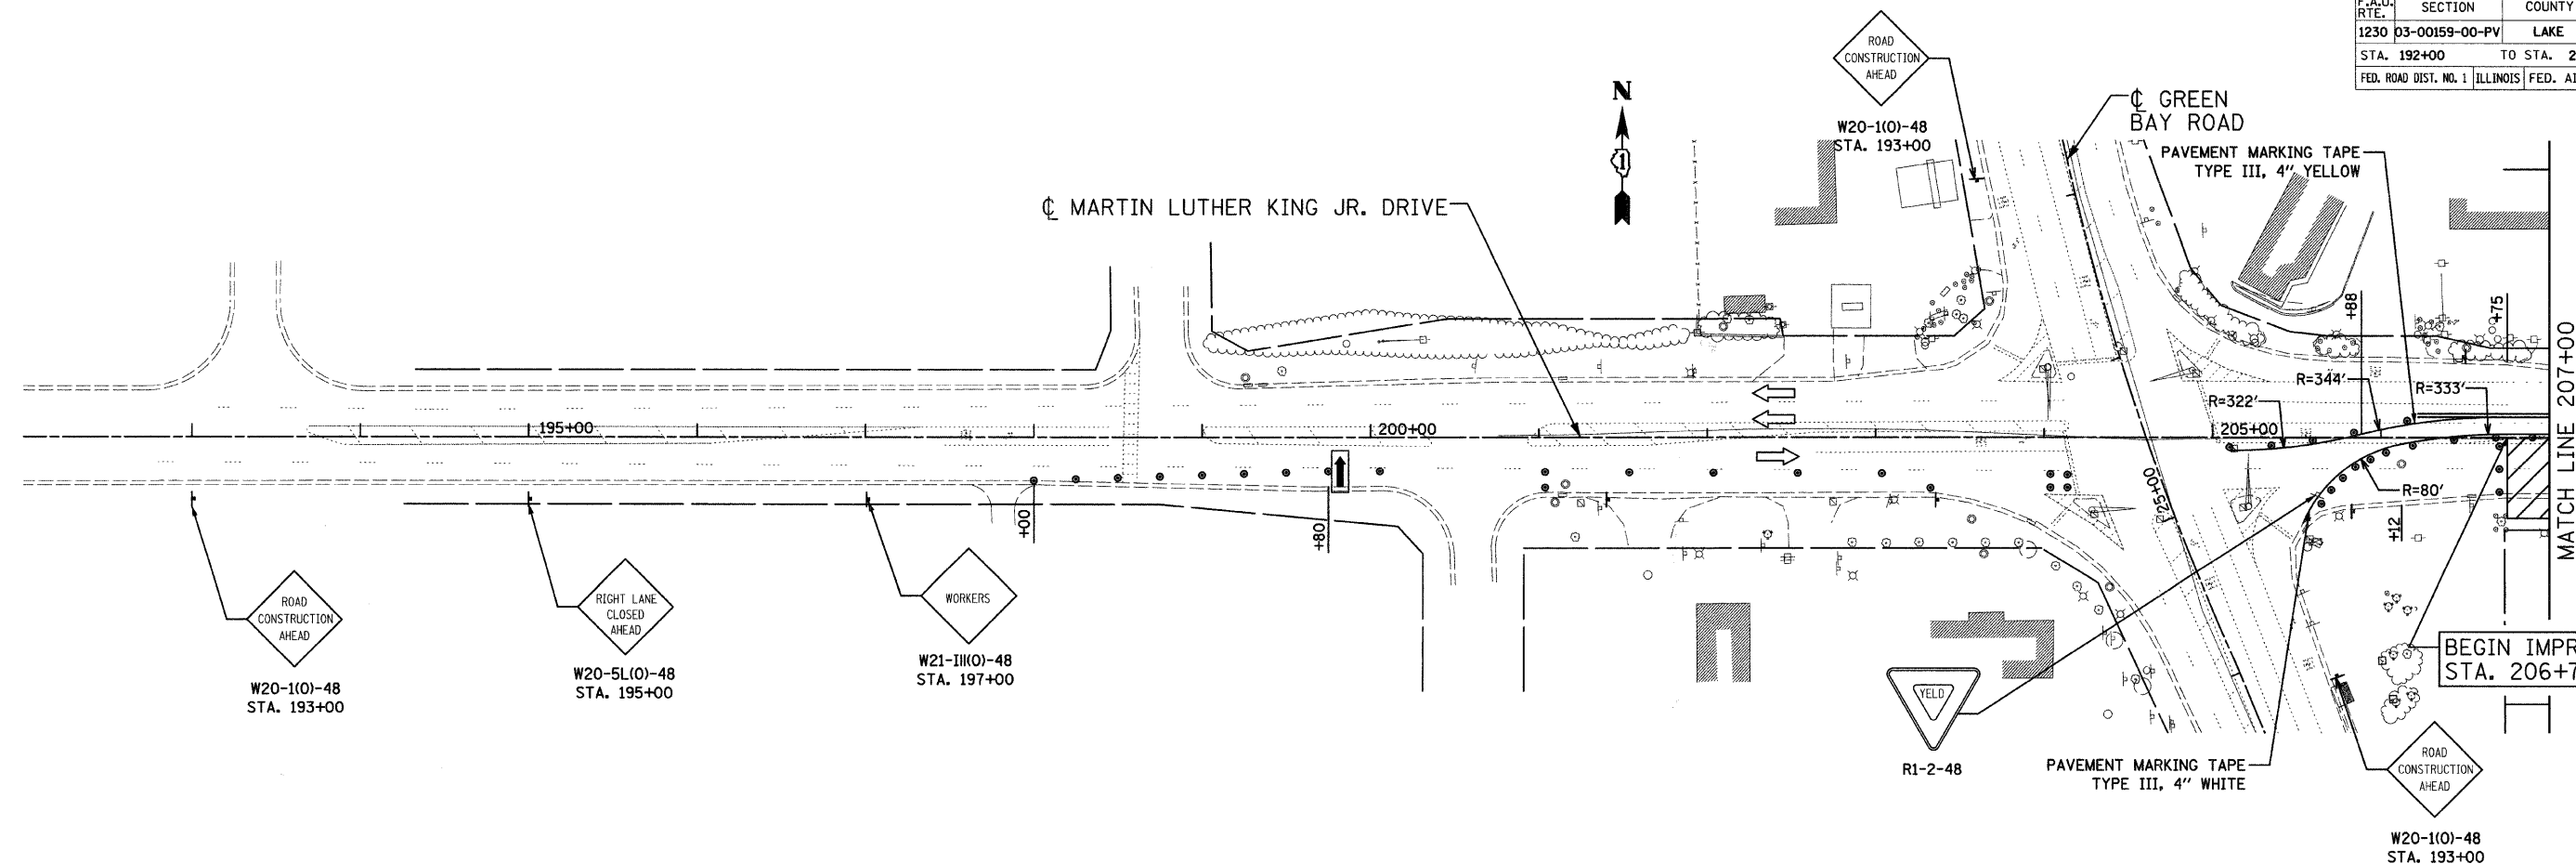 F.A.U. RTE. SECTION COUNTY
1230 03-00159-00-PV LAKE
STA. 192+00 TO STA. 2
FED. ROAD DIST. NO. 1 ILLINOIS FED. AI
ROAD
CONSTRUCTION
AHEAD
W20-1(O)-48
STA. 193+00
N
1
℄ GREEN
BAY ROAD
PAVEMENT MARKING TAPE
TYPE III, 4" YELLOW
℄ MARTIN LUTHER KING JR. DRIVE
+88
+75
R=344'
R=333'
R=322'
195+00
200+00
205+00
25+00
R=80'
+00
+80
+12
MATCH LINE 207+00
ROAD
CONSTRUCTION
AHEAD
W20-1(O)-48
STA. 193+00
RIGHT LANE
CLOSED
AHEAD
W20-5L(O)-48
STA. 195+00
WORKERS
W21-III(O)-48
STA. 197+00
YELD
R1-2-48
BEGIN IMPR
STA. 206+7
PAVEMENT MARKING TAPE
TYPE III, 4" WHITE
ROAD
CONSTRUCTION
AHEAD
W20-1(O)-48
STA. 193+00